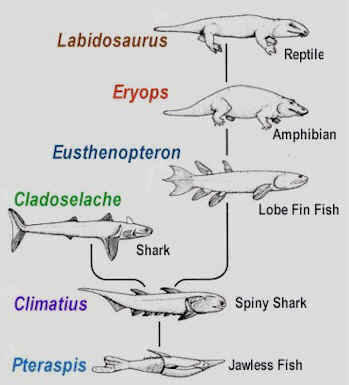 Labidosaurus
Reptile
Eryops
Amphibian
Eusthenopteron
Lobe Fin Fish
Cladoselache
Shark
Climatius
Spiny Shark
Pteraspis
Jawless Fish